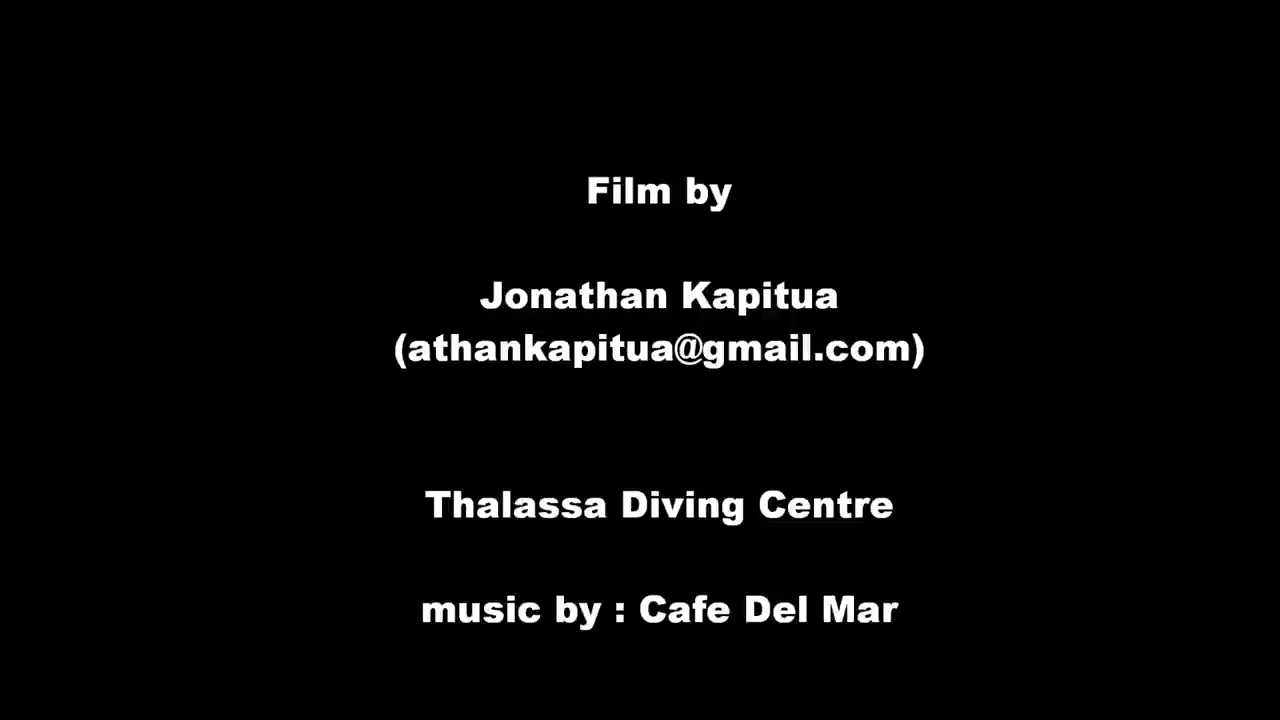 Film by
Jonathan Kapitua
(athankapitua@gmail.com)
Thalassa Diving Centre
music by : Cafe Del Mar